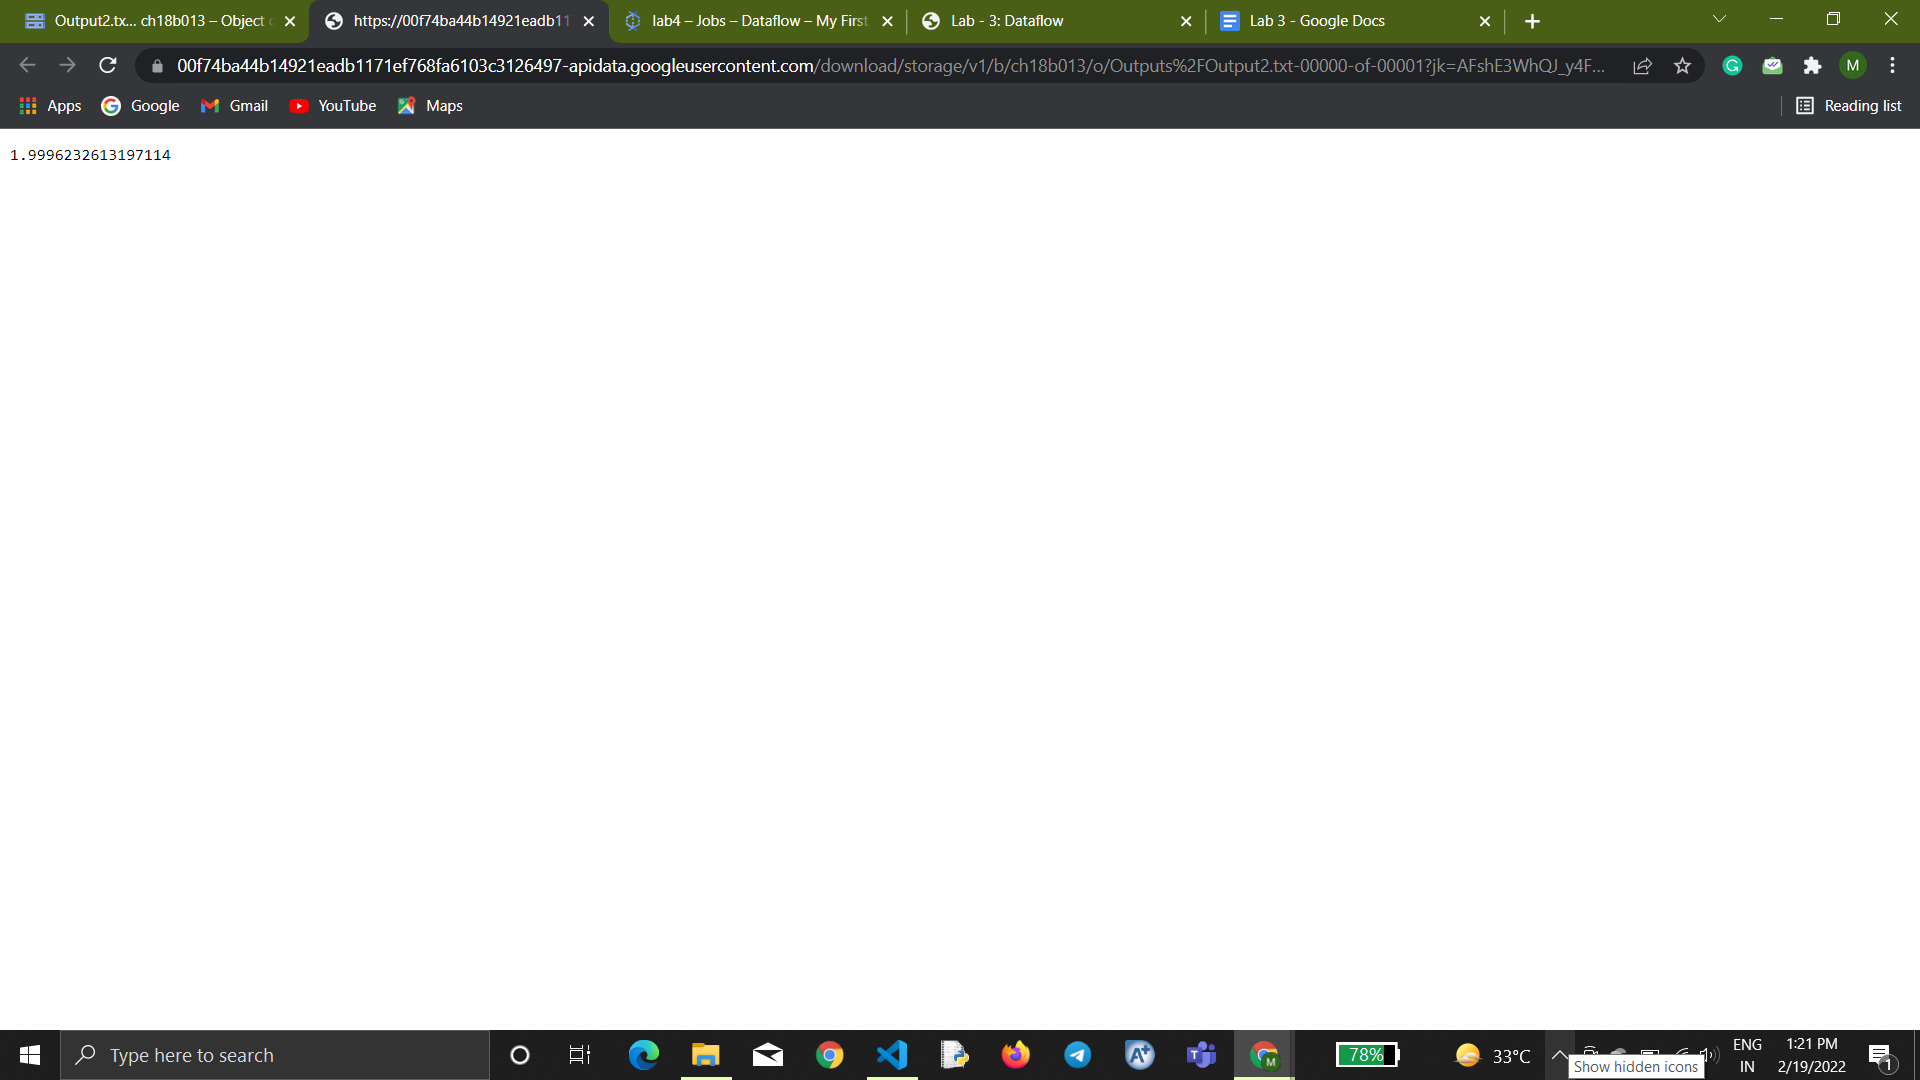 Output2.tx... ch18b013 – Object
https://00f74ba44b14921eadb11
lab4 – Jobs – Dataflow – My First
Lab - 3: Dataflow
Lab 3 - Google Docs
00f74ba44b14921eadb1171ef768fa6103c3126497-apidata.googleusercontent.com/download/storage/v1/b/ch18b013/o/Outputs%2FOutput2.txt-00000-of-00001?jk=AFshE3WhQJ_y4F...
M
Apps
Google
Gmail
YouTube
Maps
Reading list
1.9996232613197114
Type here to search
78%
33°C
ENG
IN
1:21 PM
2/19/2022
1
Show hidden icons